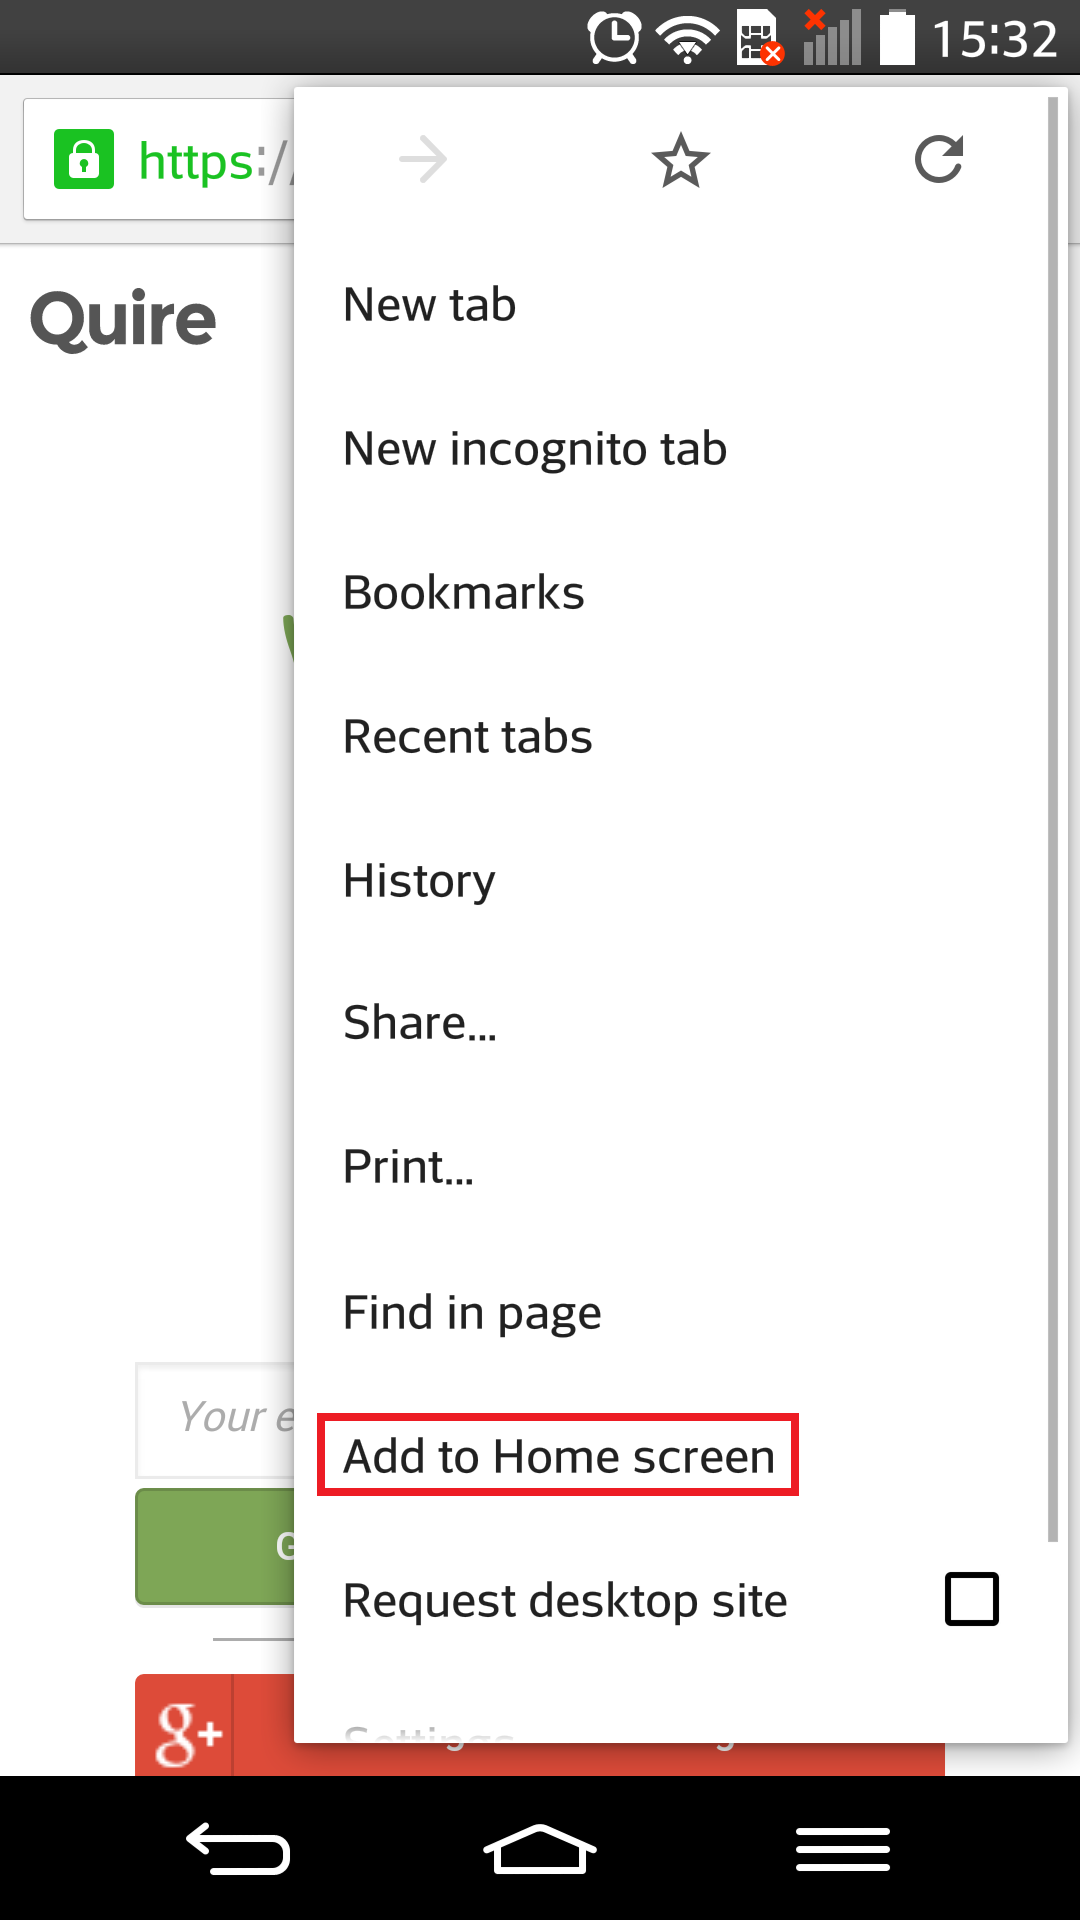 15:32
https://
Quire
New tab
New incognito tab
Bookmarks
Recent tabs
History
Share...
Print...
Find in page
Your e
Add to Home screen
G
Request desktop site
g+
Settings